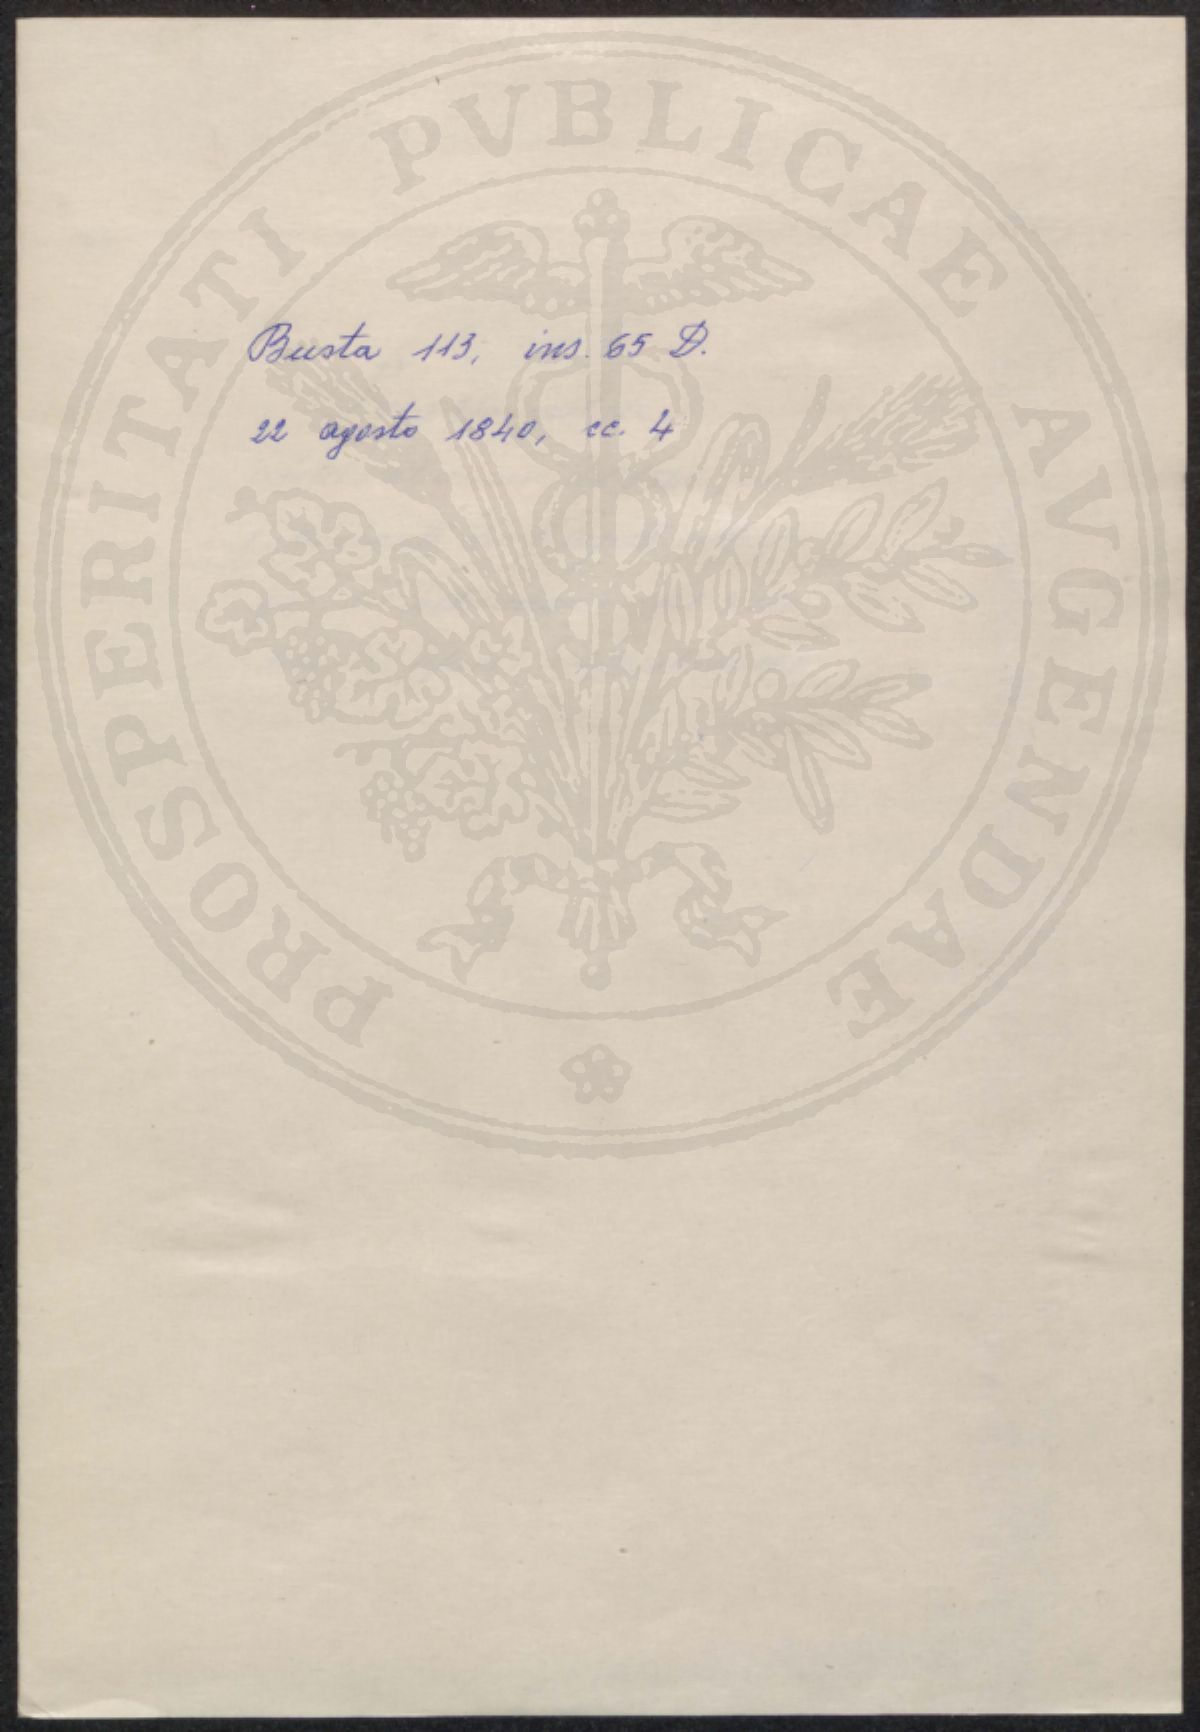 PROSPERITATI PVBLICAE AVGENDAE
Busta 113, ins. 65 D.
22 agosto 1840, cc. 4